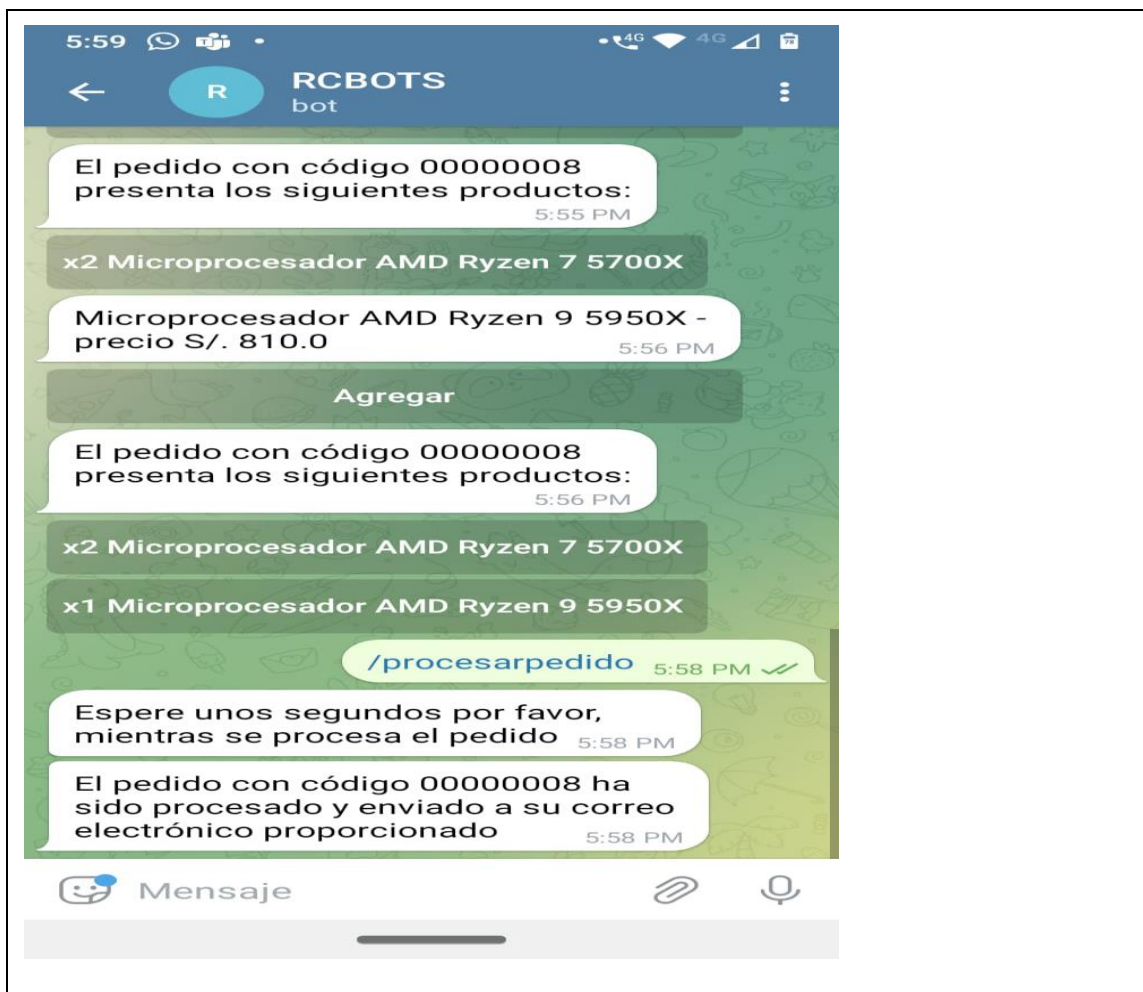 5:59
4G 4G 78
R
RCBOTS
bot
El pedido con código 00000008
presenta los siguientes productos:
5:55 PM
x2 Microprocesador AMD Ryzen 7 5700X
Microprocesador AMD Ryzen 9 5950X -
precio S/. 810.0 5:56 PM
Agregar
El pedido con código 00000008
presenta los siguientes productos:
5:56 PM
x2 Microprocesador AMD Ryzen 7 5700X
x1 Microprocesador AMD Ryzen 9 5950X
/procesarpedido 5:58 PM
Espere unos segundos por favor,
mientras se procesa el pedido 5:58 PM
El pedido con código 00000008 ha
sido procesado y enviado a su correo
electrónico proporcionado 5:58 PM
Mensaje